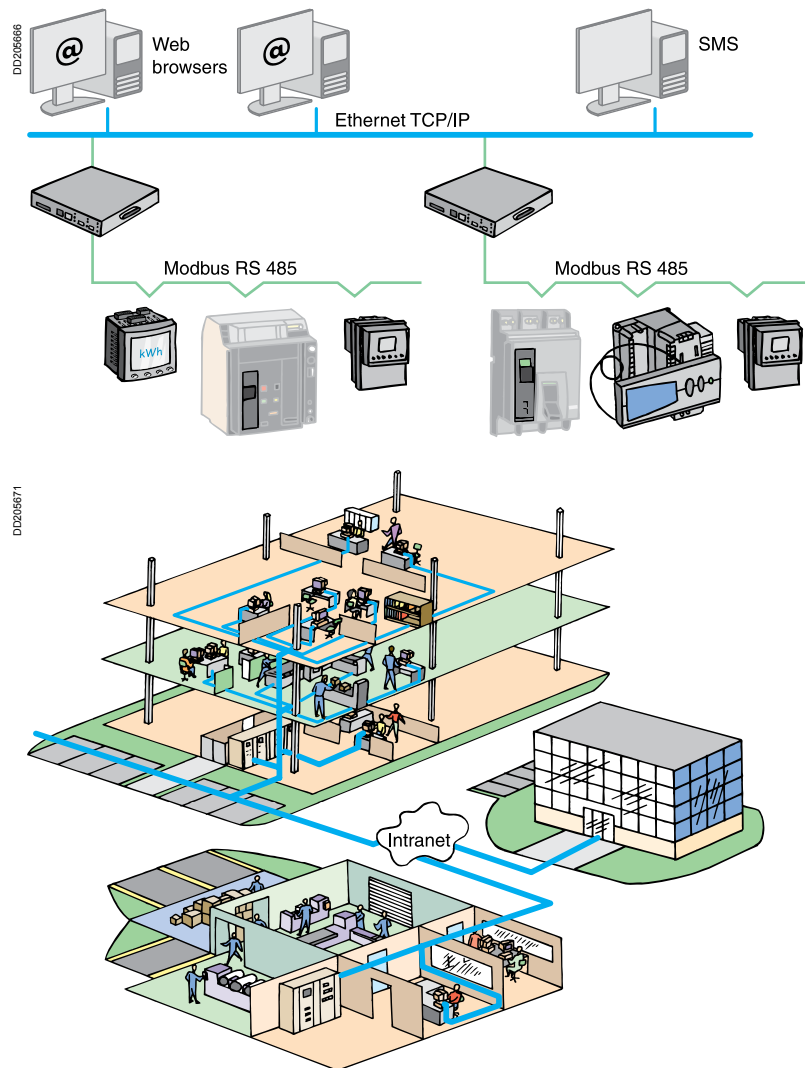 DD205666
@
Web
browsers
@
SMS
Ethernet TCP/IP
Modbus RS 485
Modbus RS 485
kWh
DD205671
Intranet